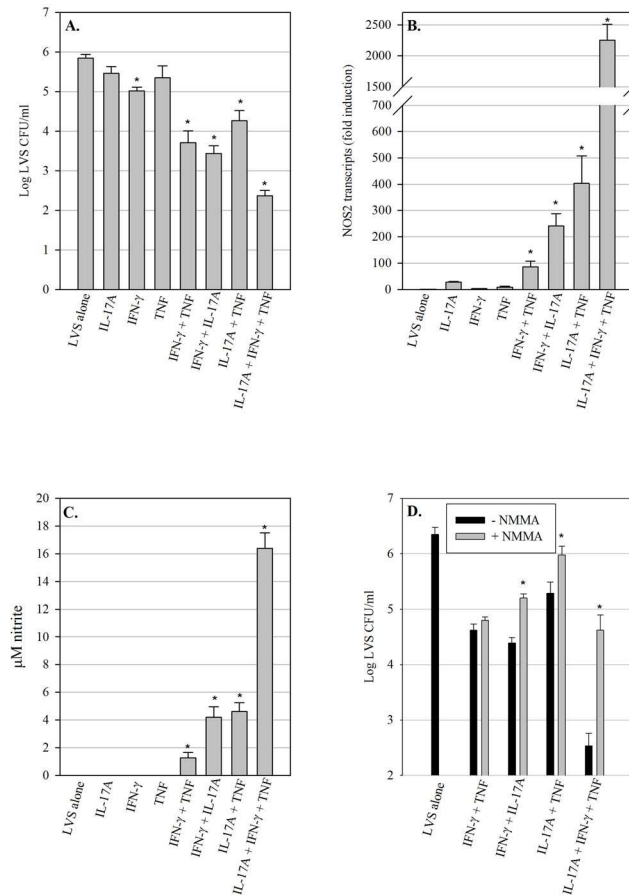 A.
Log LVS CFU/ml
7
6
5
4
3
2
1
0
LVS alone
IL-17A
IFN-γ
TNF
IFN-γ + TNF
IFN-γ + IL-17A
IL-17A + TNF
IL-17A + IFN-γ + TNF
*
*
*
*
*
B.
NOS2 transcripts (fold induction)
2500
2000
1500
700
600
500
400
300
200
100
0
LVS alone
IL-17A
IFN-γ
TNF
IFN-γ + TNF
IFN-γ + IL-17A
IL-17A + TNF
IL-17A + IFN-γ + TNF
*
*
*
*
C.
μM nitrite
20
18
16
14
12
10
8
6
4
2
0
LVS alone
IL-17A
IFN-γ
TNF
IFN-γ + TNF
IFN-γ + IL-17A
IL-17A + TNF
IL-17A + IFN-γ + TNF
*
*
*
*
D.
- NMMA
+ NMMA
Log LVS CFU/ml
7
6
5
4
3
2
LVS alone
IFN-γ + TNF
IFN-γ + IL-17A
IL-17A + TNF
IL-17A + IFN-γ + TNF
*
*
*